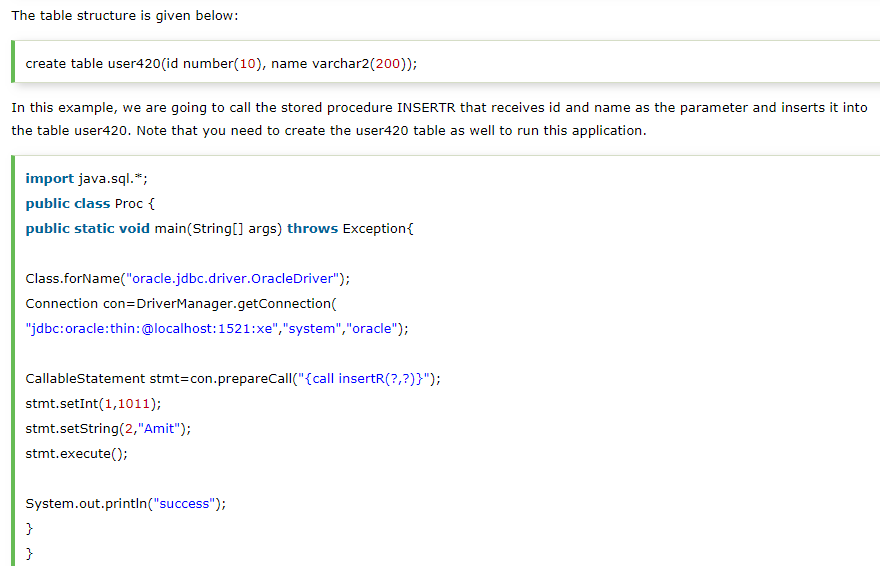 The table structure is given below:
create table user420(id number(10), name varchar2(200));
In this example, we are going to call the stored procedure INSERTR that receives id and name as the parameter and inserts it into
the table user420. Note that you need to create the user420 table as well to run this application.
import java.sql.*;
public class Proc {
public static void main(String[] args) throws Exception{
Class.forName("oracle.jdbc.driver.OracleDriver");
Connection con=DriverManager.getConnection(
"jdbc:oracle:thin:@localhost:1521:xe","system","oracle");
CallableStatement stmt=con.prepareCall("{call insertR(?,?)}");
stmt.setInt(1,1011);
stmt.setString(2,"Amit");
stmt.execute();
System.out.println("success");
}
}